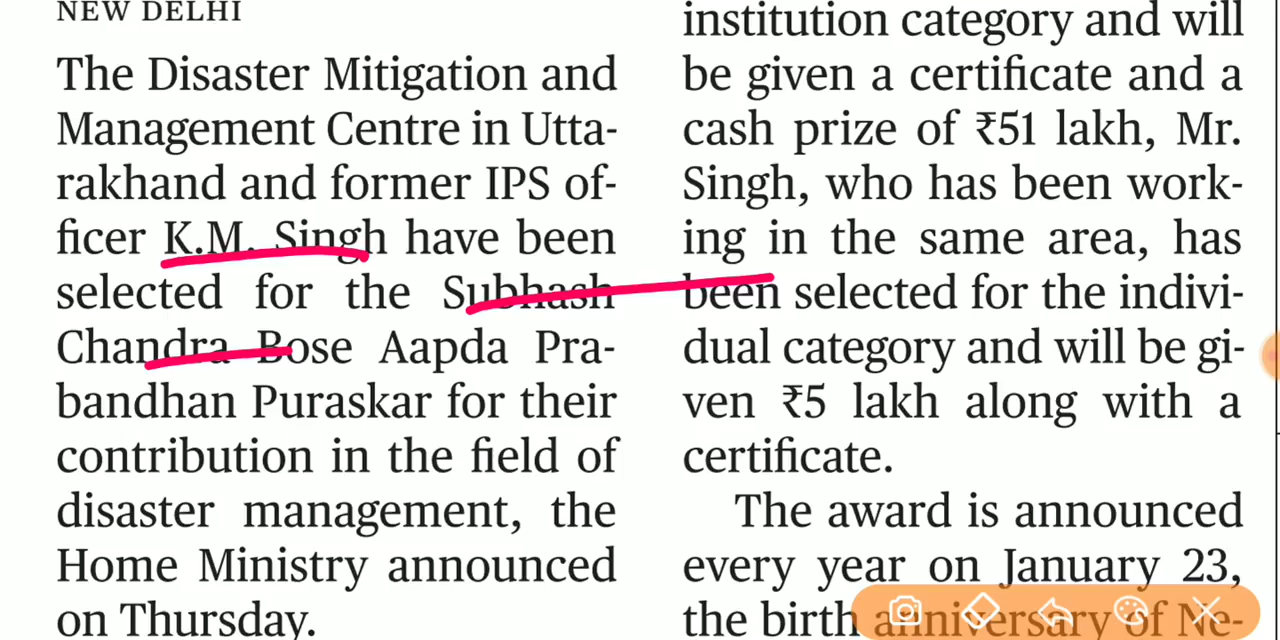 NEW DELHI
The Disaster Mitigation and
Management Centre in Utta-
rakhand and former IPS of-
ficer K.M. Singh have been
selected for the Subhash
Chandra Bose Aapda Pra-
bandhan Puraskar for their
contribution in the field of
disaster management, the
Home Ministry announced
on Thursday.
institution category and will
be given a certificate and a
cash prize of ₹51 lakh, Mr.
Singh, who has been work-
ing in the same area, has
been selected for the indivi-
dual category and will be gi-
ven ₹5 lakh along with a
certificate.
The award is announced
every year on January 23,
the birth anniversary of Ne-